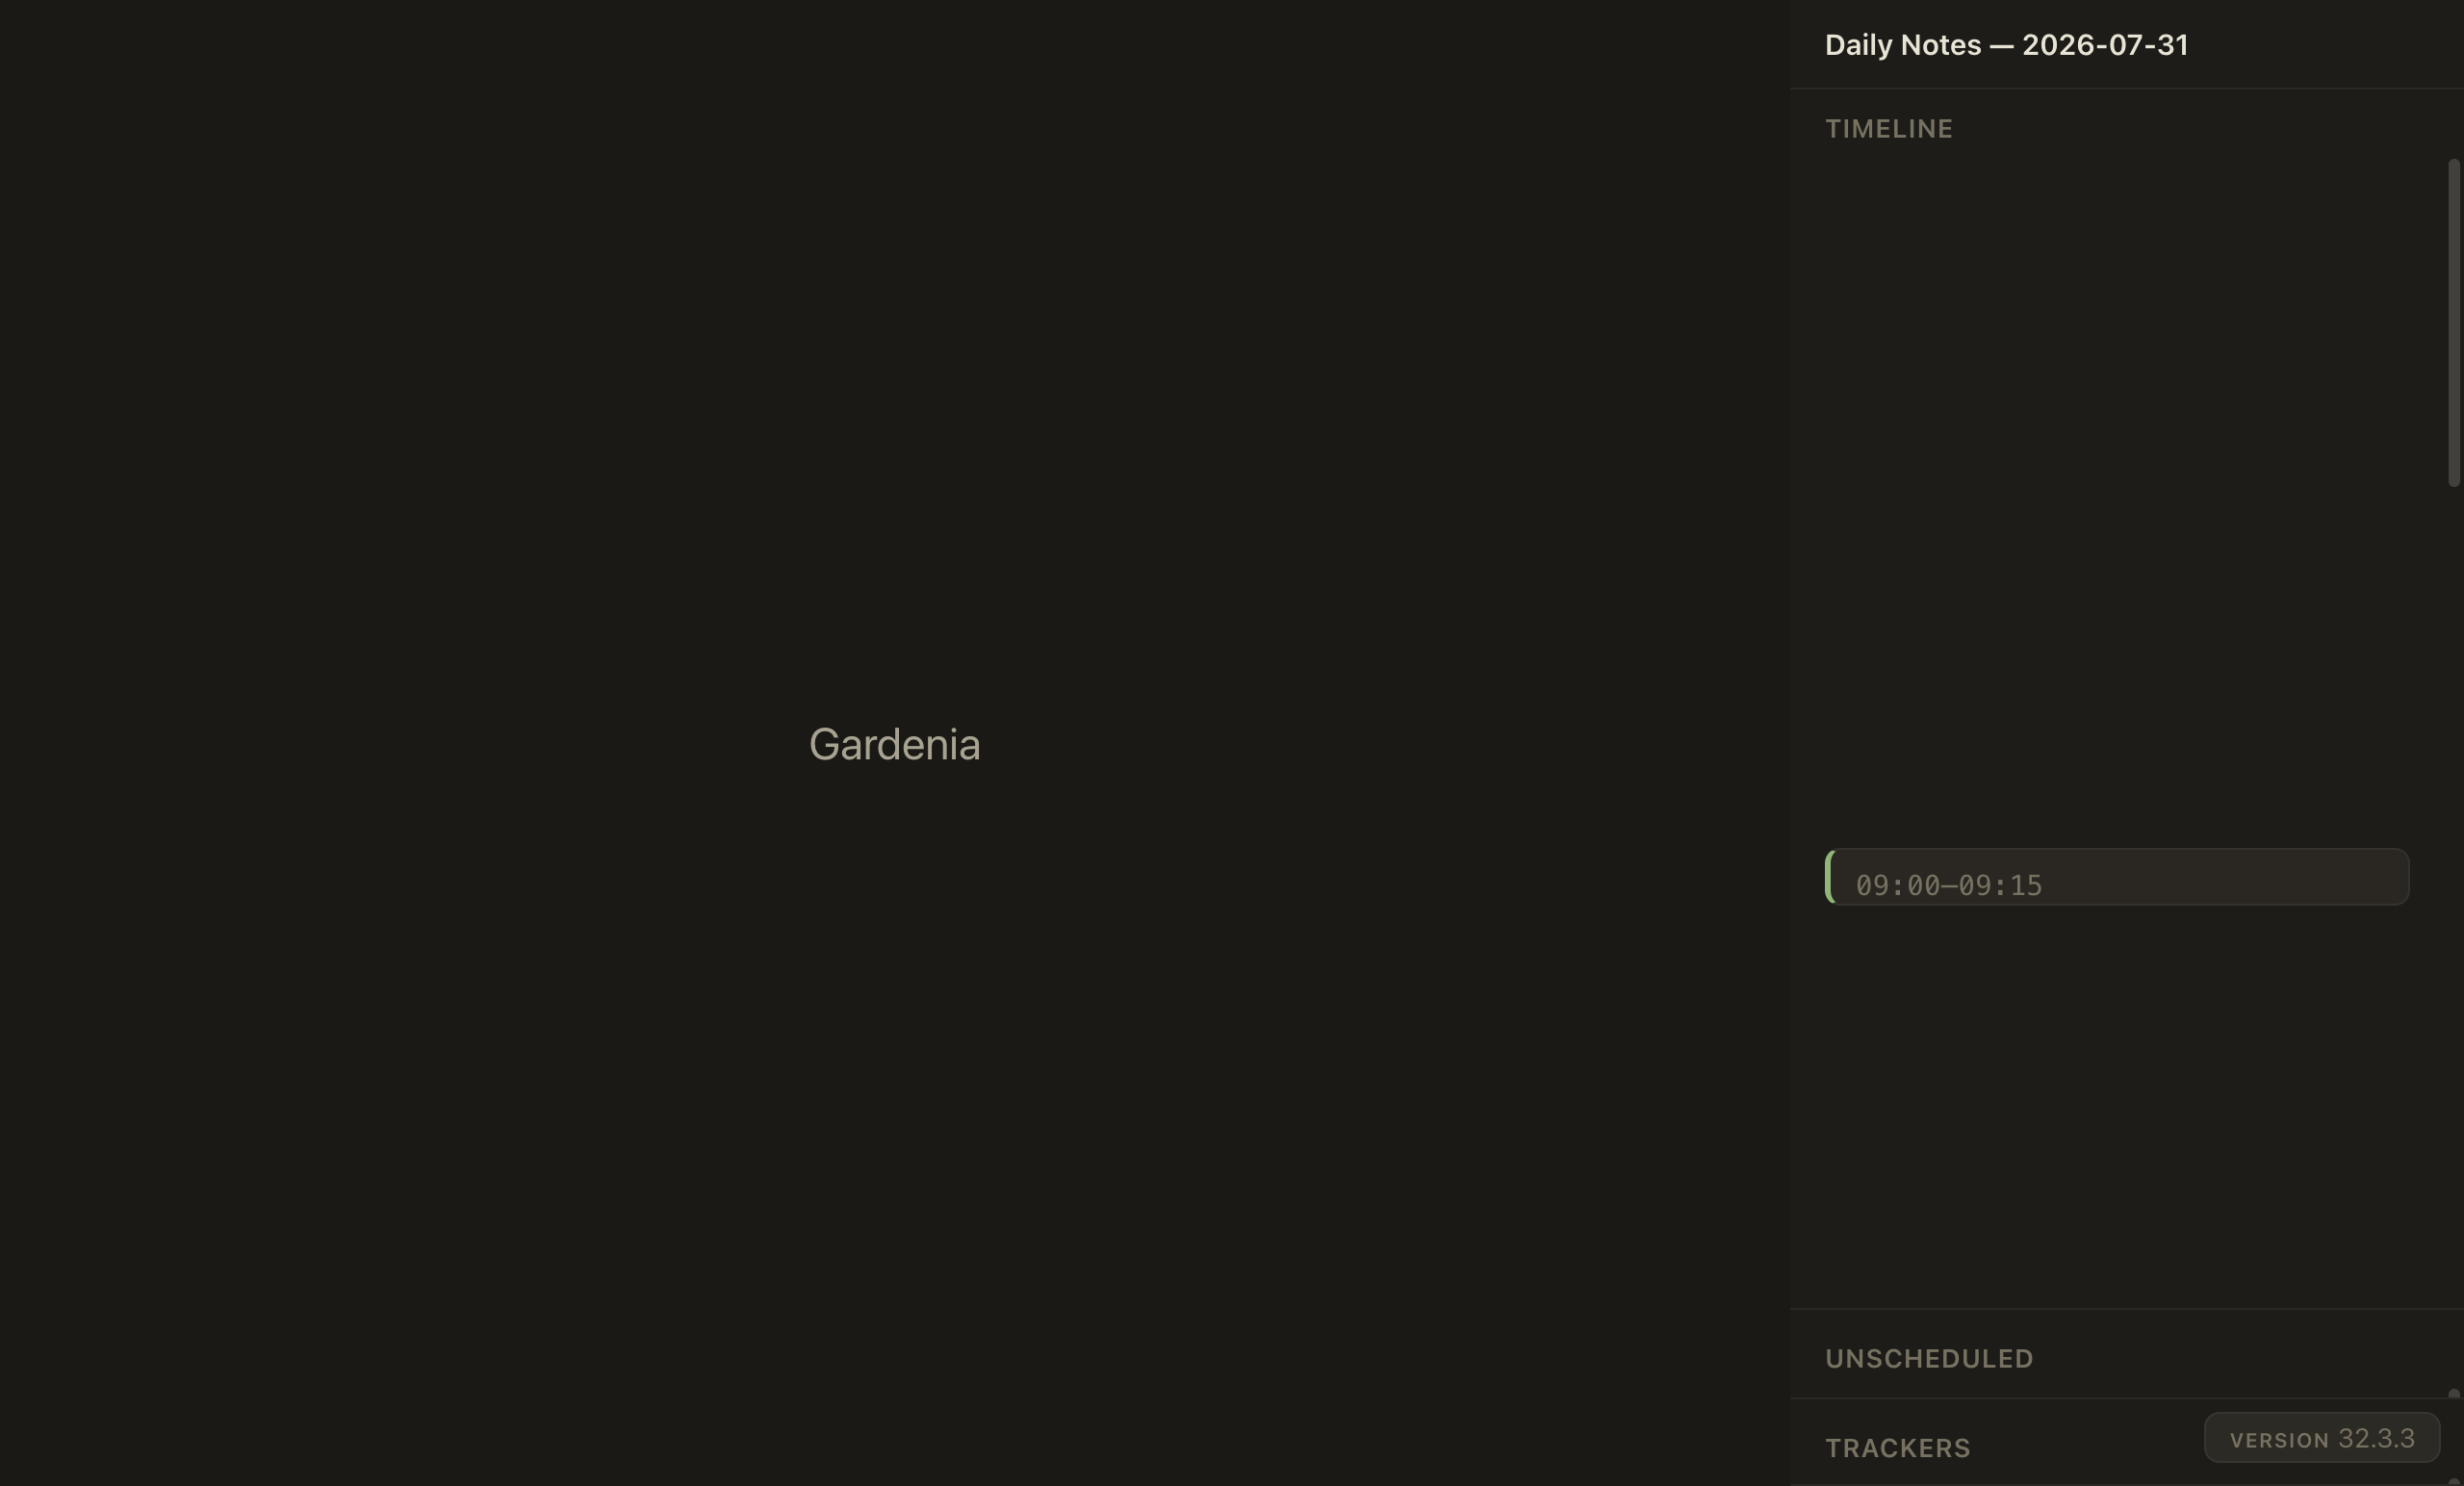 Gardenia
Daily Notes — 2026-07-31
TIMELINE
09:00–09:15
UNSCHEDULED
TRACKERS
VERSION 32.3.3